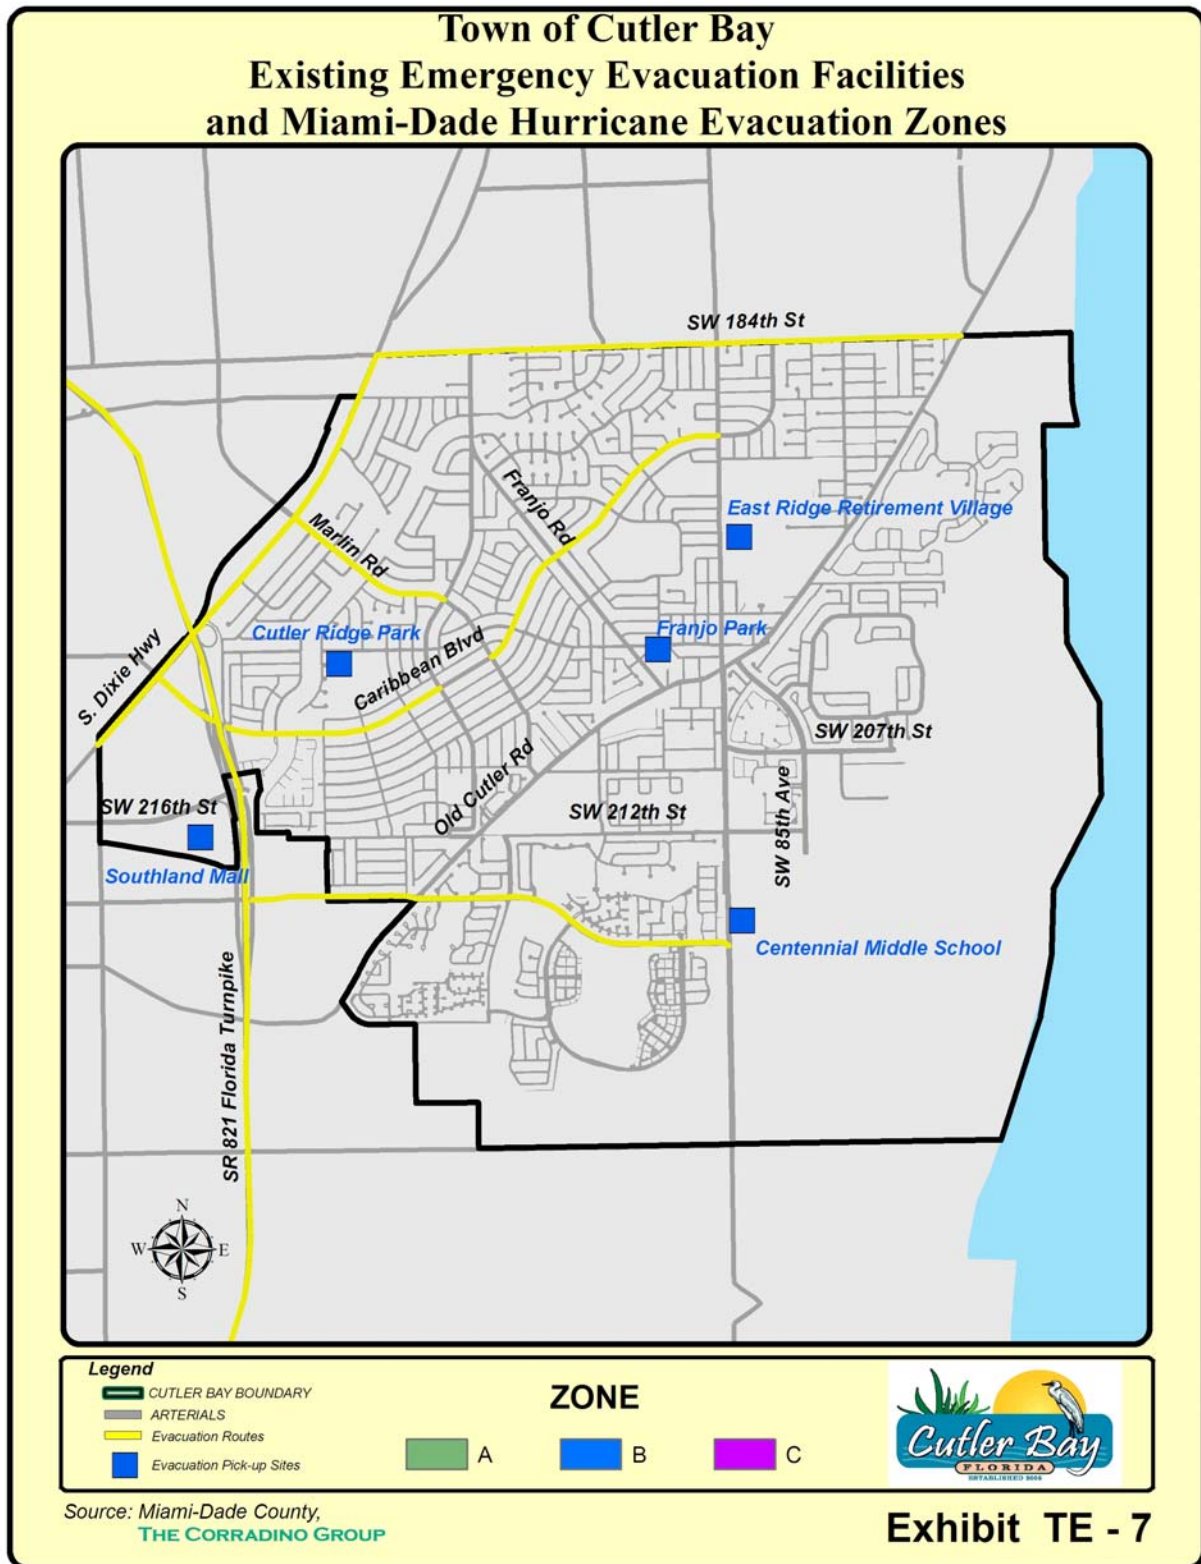 Town of Cutler Bay
Existing Emergency Evacuation Facilities
and Miami-Dade Hurricane Evacuation Zones
SW 184th St
Franjo Rd
East Ridge Retirement Village
Marlin Rd
Cutler Ridge Park
Franjo Park
Caribbean Blvd
S. Dixie Hwy
SW 207th St
Old Cutler Rd
SW 216th St
SW 212th St
SW 85th Ave
Southland Mall
Centennial Middle School
SR 821 Florida Turnpike
N
W
E
S
Legend
CUTLER BAY BOUNDARY
ARTERIALS
Evacuation Routes
Evacuation Pick-up Sites
ZONE
A
B
C
Cutler Bay
FLORIDA
Source: Miami-Dade County,
THE CORRADINO GROUP
Exhibit TE - 7